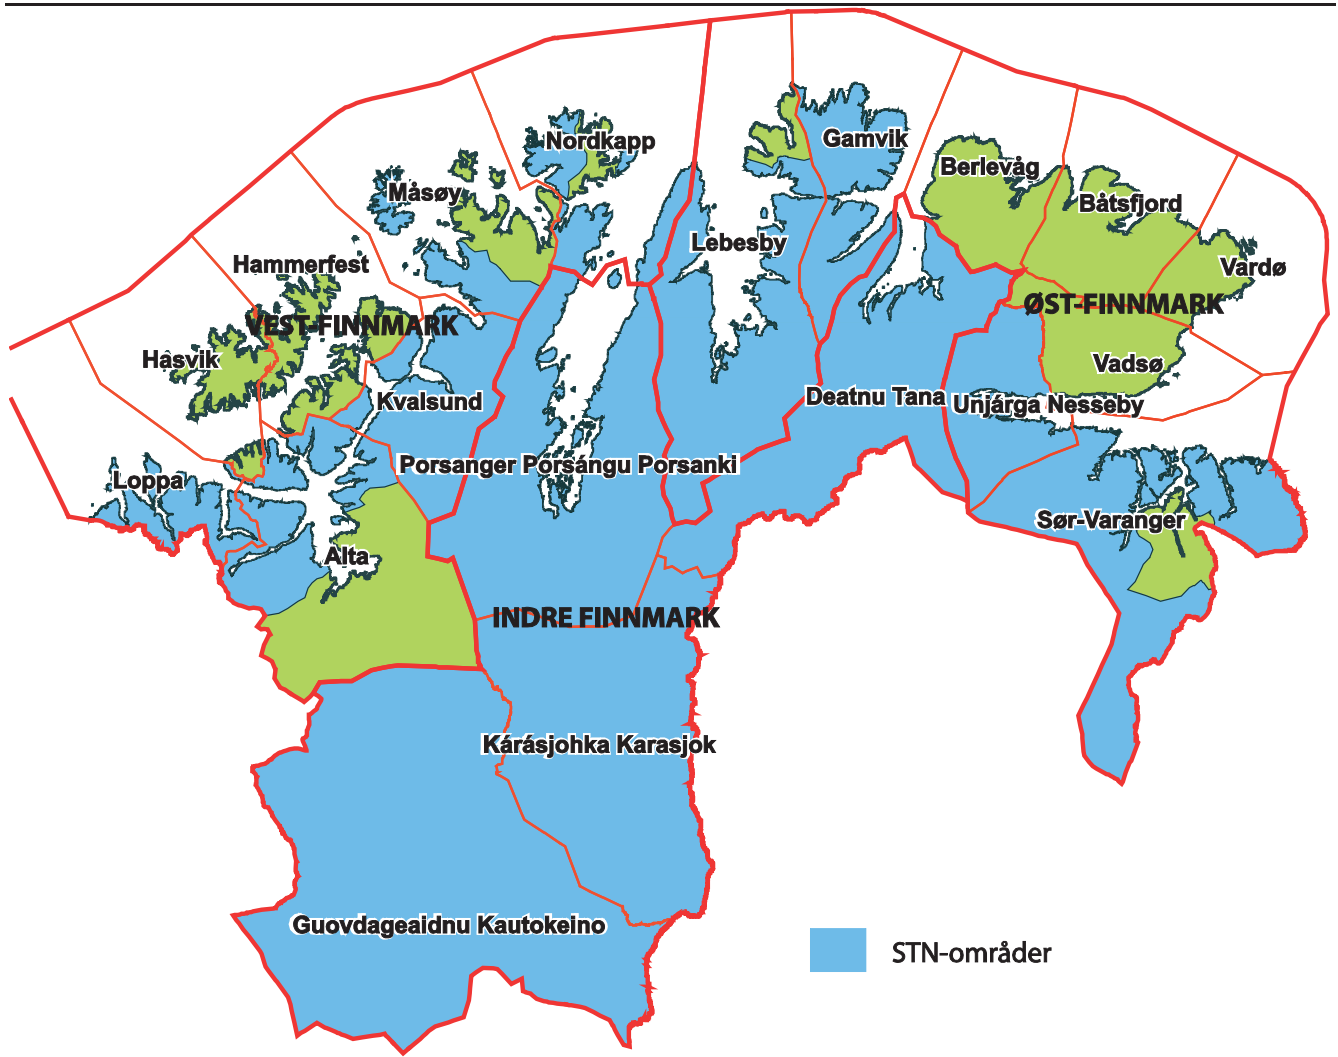 Nordkapp
Gamvik
Berlevåg
Måsøy
Båtsfjord
Lebesby
Hammerfest
Vardø
ØST-FINNMARK
VEST-FINNMARK
Hasvik
Vadsø
Kvalsund
Deatnu Tana
Unjárga Nesseby
Porsanger Porsángu Porsanki
Loppa
Sør-Varanger
Alta
INDRE FINNMARK
Kárásjohka Karasjok
Guovdageaidnu Kautokeino
STN-områder